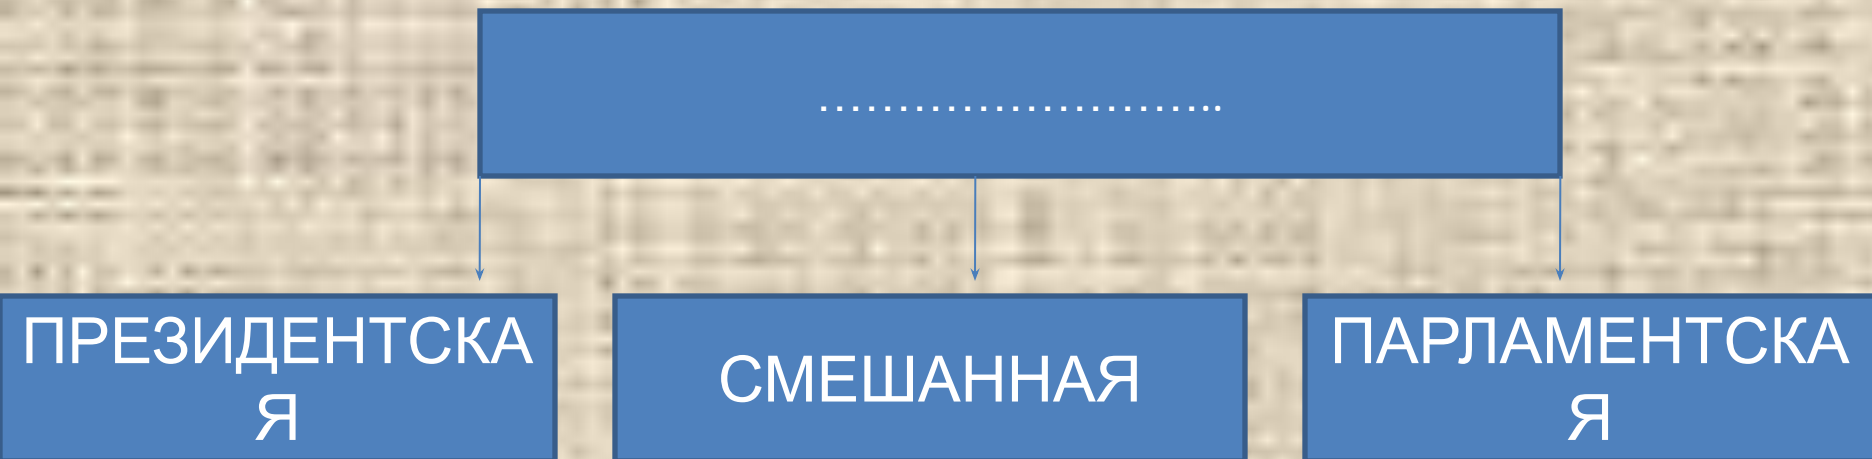 ………………………..
ПРЕЗИДЕНТСКА
Я
СМЕШАННАЯ
ПАРЛАМЕНТСКА
Я